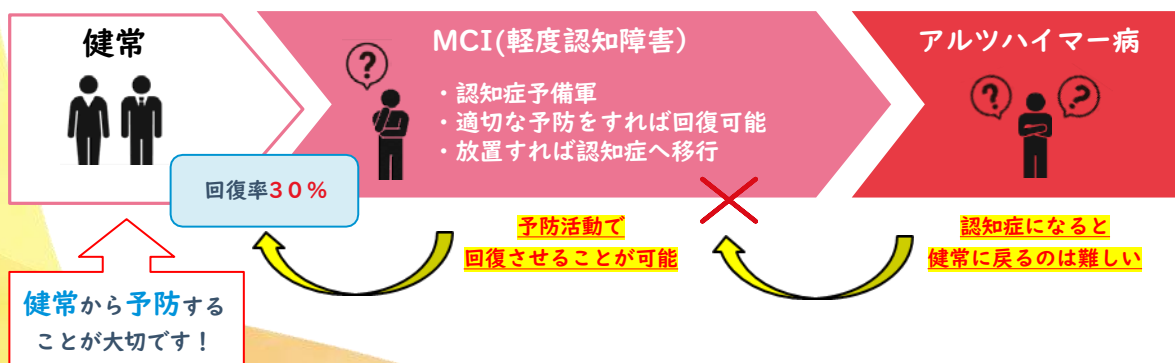 健常
MCI(軽度認知障害)
・認知症予備軍
・適切な予防をすれば回復可能
・放置すれば認知症へ移行
アルツハイマー病
?
? ?
回復率30%
予防活動で
回復させることが可能
認知症になると
健常に戻るのは難しい
健常から予防する
ことが大切です!